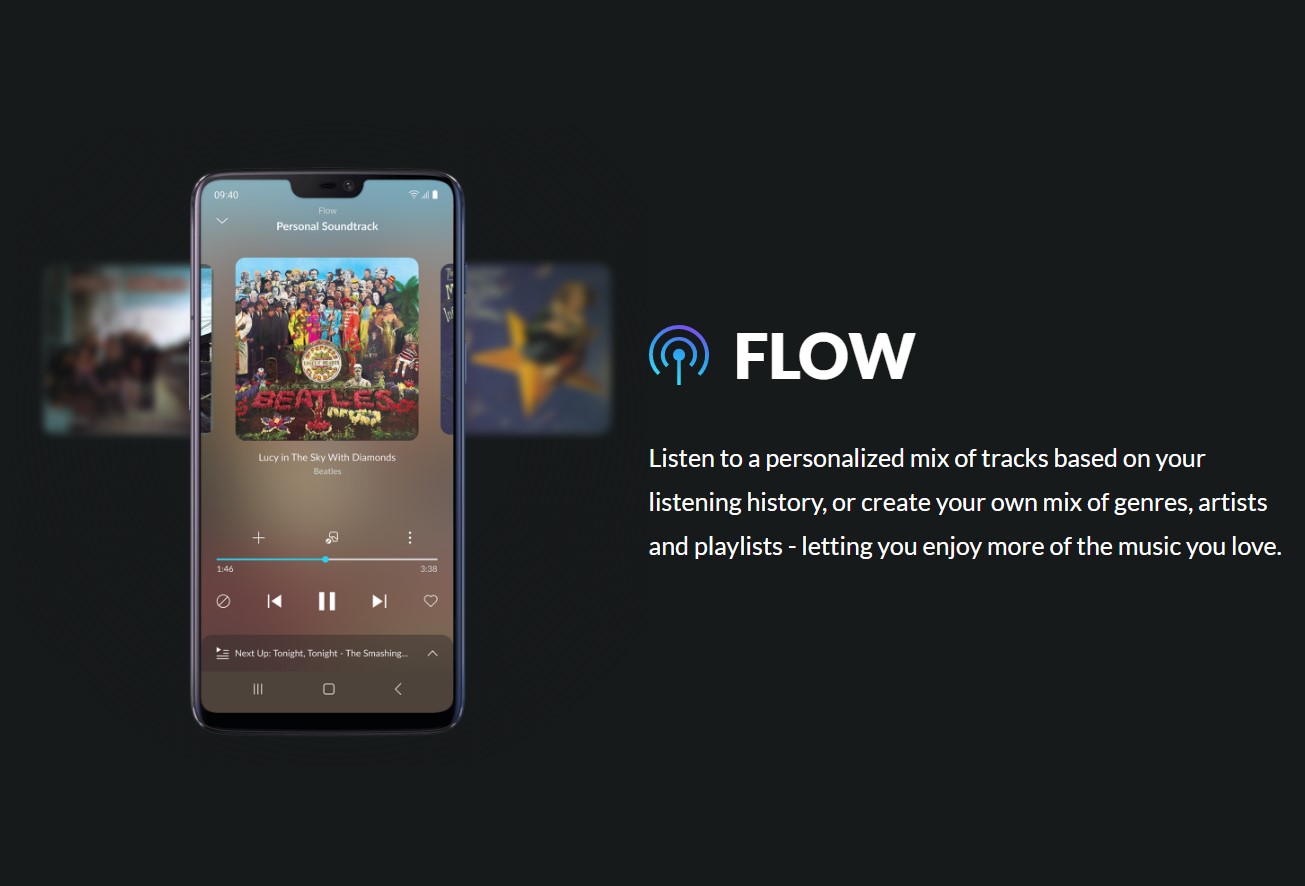 09:40
Flow
Personal Soundtrack
LONELY HEARTS
BEATLES
Lucy in The Sky With Diamonds
Beatles
1:46
3:38
Next Up: Tonight, Tonight - The Smashing...
FLOW
Listen to a personalized mix of tracks based on your
listening history, or create your own mix of genres, artists
and playlists - letting you enjoy more of the music you love.